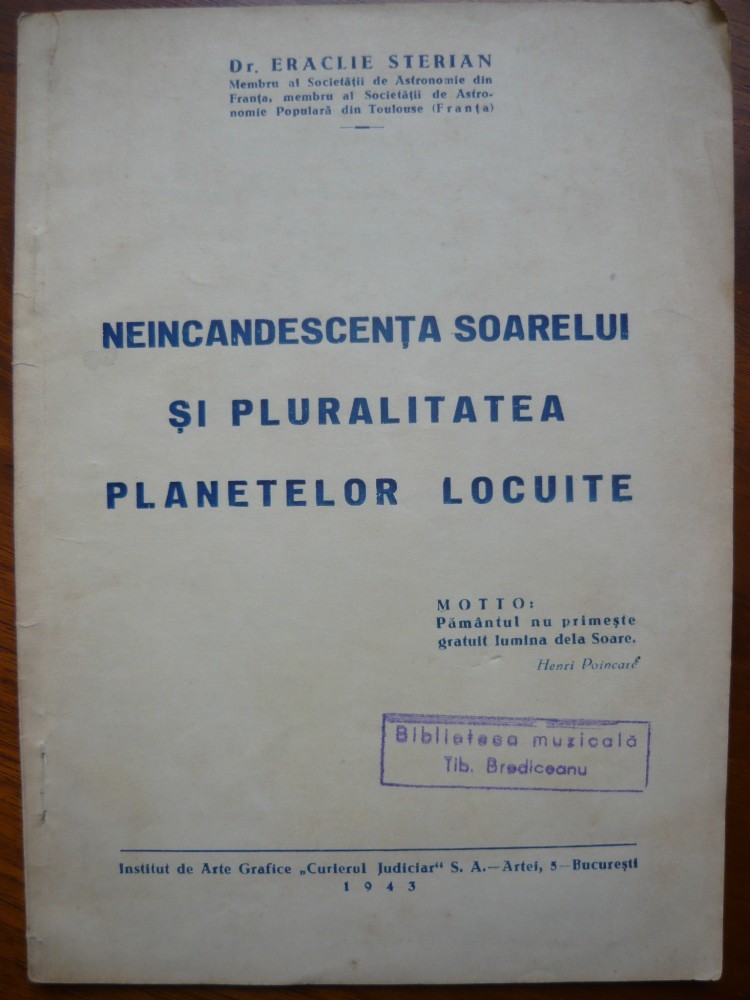 Dr. ERACLIE STERIAN
Membru al Societății de Astronomie din
Franța, membru al Societății de Astro-
nomie Populară din Toulouse (Franța)
NEINCANDESCENȚA SOARELUI
ȘI PLURALITATEA
PLANETELOR LOCUITE
MOTTO:
Pământul nu primește
gratuit lumina dela Soare.
Henri Poincaré
Biblioteca muzicală
Tib. Brediceanu
Institut de Arte Grafice „Curierul Judiciar“ S. A.—Artei, 5—București
1943